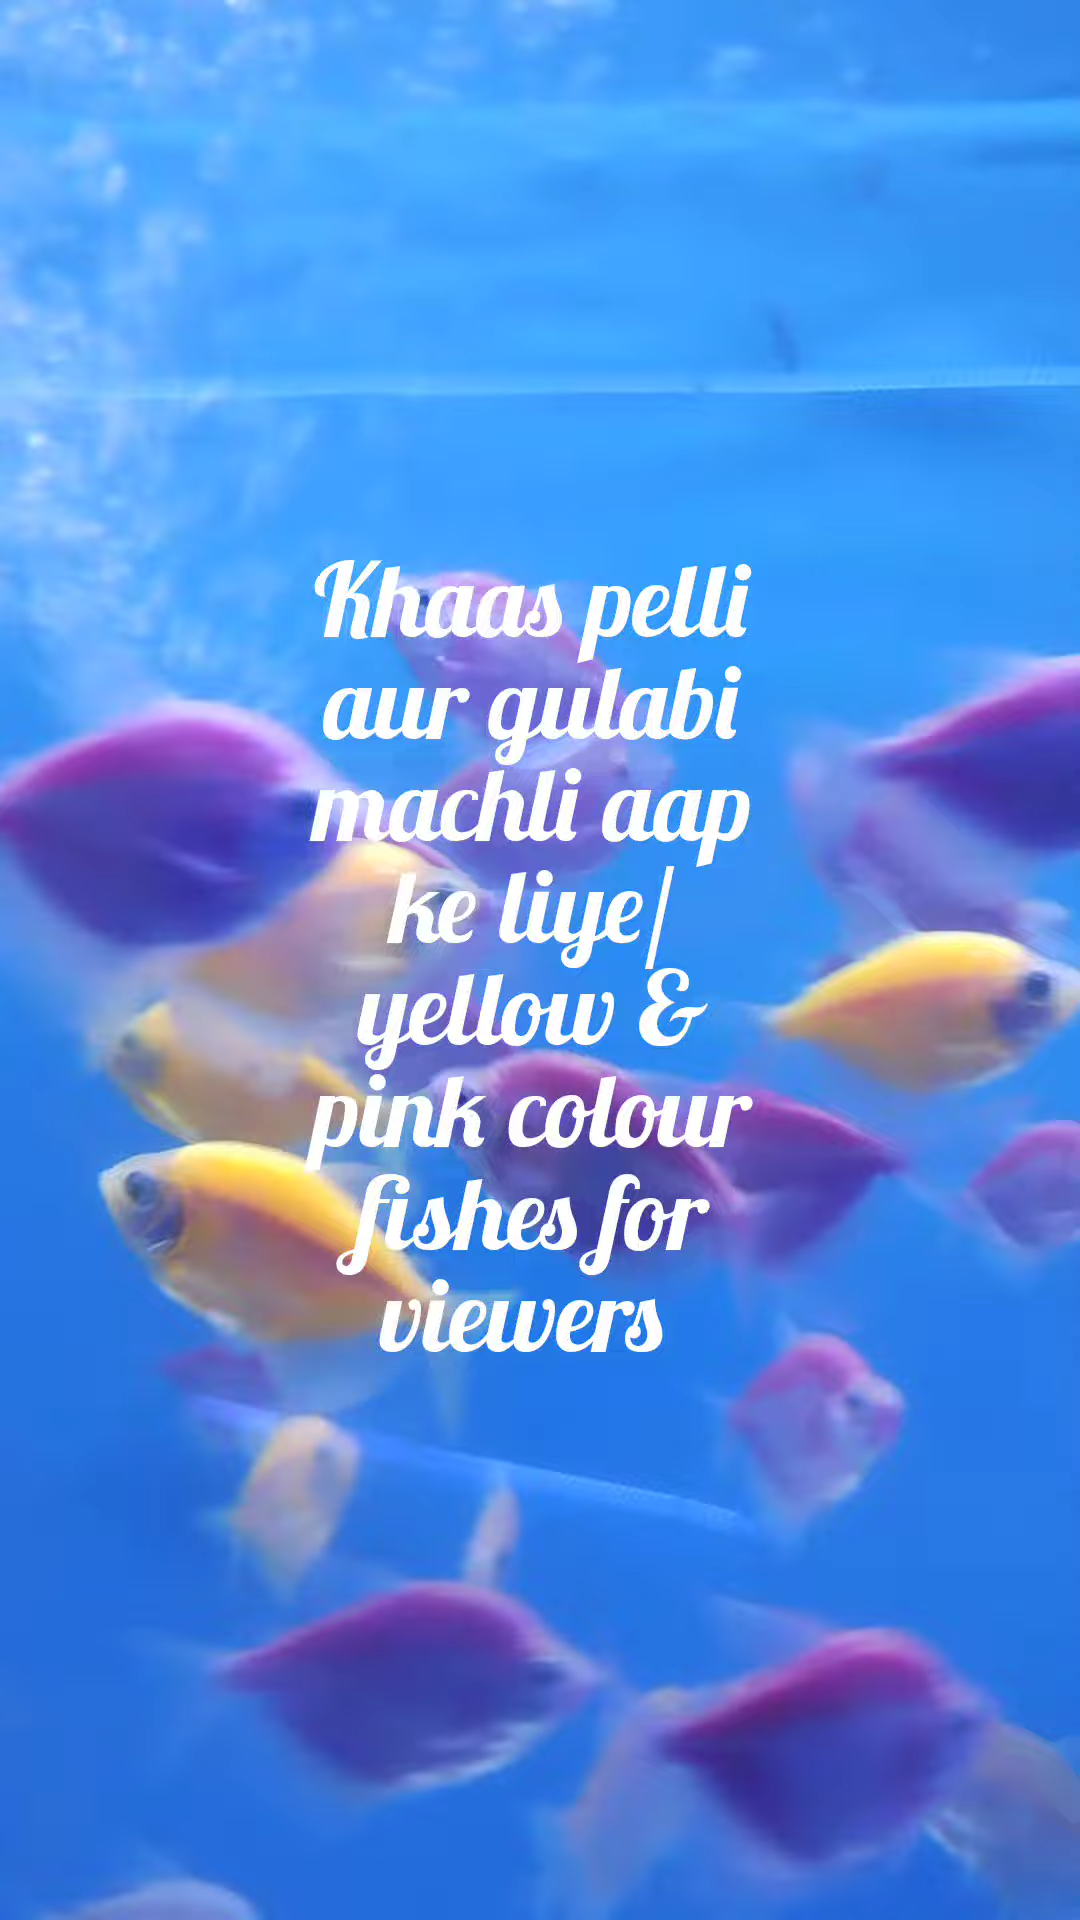 Khaas pelli
aur gulabi
machli aap
ke liye/
yellow &
pink colour
fishes for
viewers